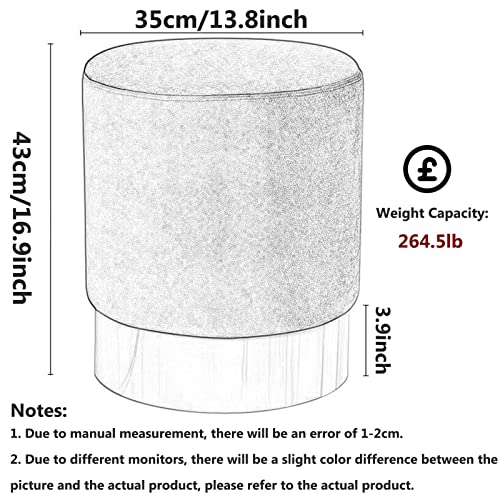 35cm/13.8inch
43cm/16.9inch
£
Weight Capacity:
264.5lb
3.9inch
Notes:
1. Due to manual measurement, there will be an error of 1-2cm.
2. Due to different monitors, there will be a slight color difference between the
picture and the actual product, please refer to the actual product.